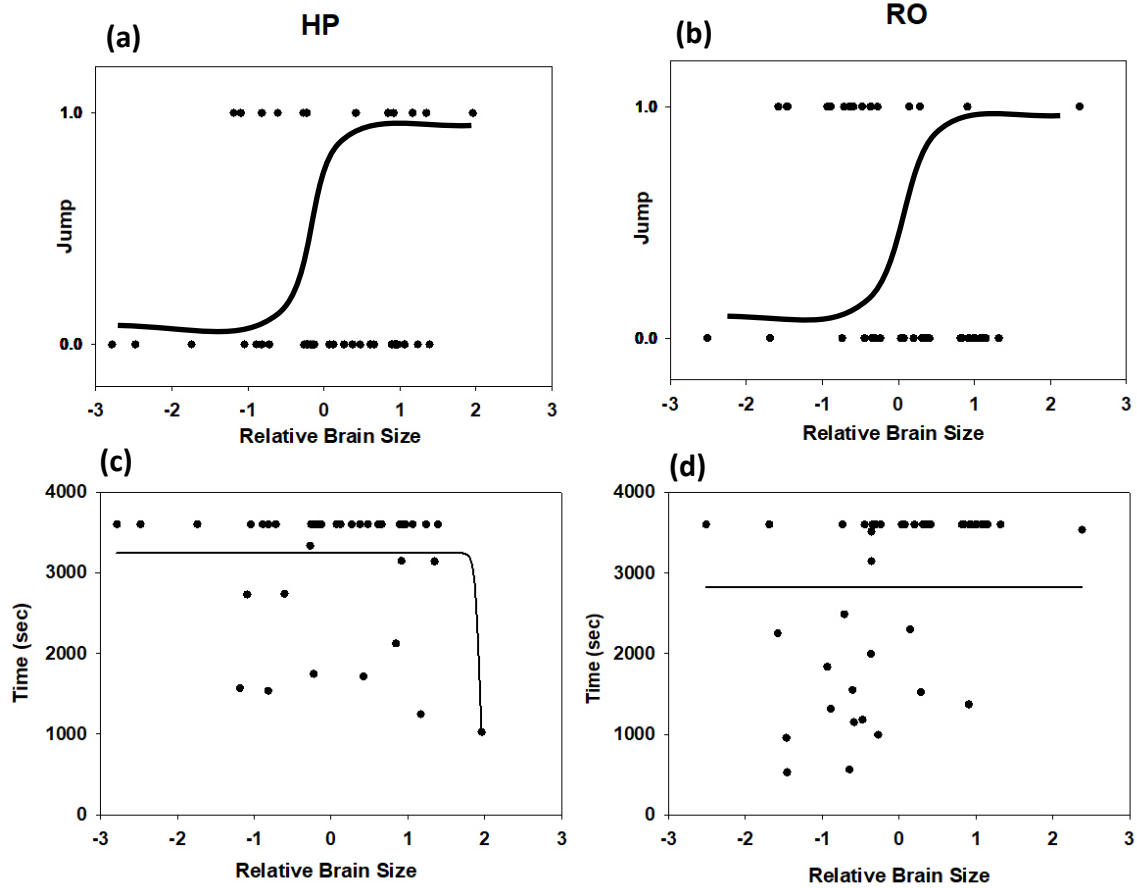 HP
RO
(a)
(b)
1.0
0.0
Jump
-3 -2 -1 0 1 2 3
Relative Brain Size
1.0
0.0
Jump
-3 -2 -1 0 1 2 3
Relative Brain Size
(c)
(d)
4000
3000
2000
1000
0
Time (sec)
-3 -2 -1 0 1 2 3
Relative Brain Size
4000
3000
2000
1000
0
Time (sec)
-3 -2 -1 0 1 2 3
Relative Brain Size